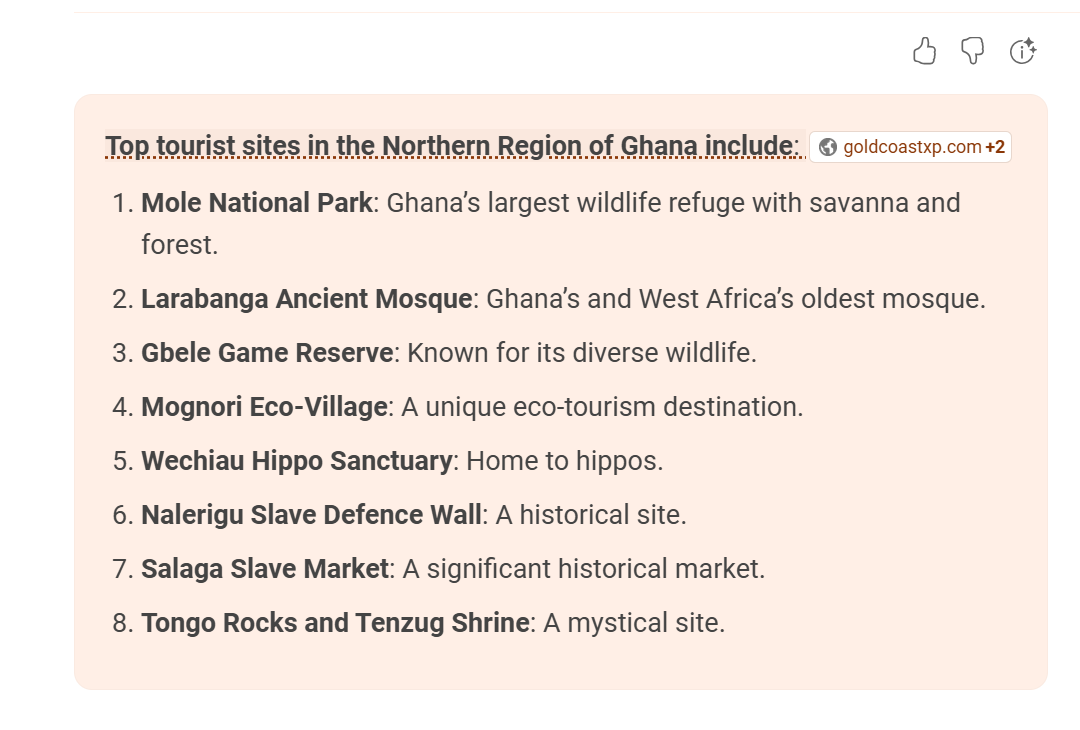 Top tourist sites in the Northern Region of Ghana include: goldcoastxp.com +2
1. Mole National Park: Ghana’s largest wildlife refuge with savanna and
forest.
2. Larabanga Ancient Mosque: Ghana’s and West Africa’s oldest mosque.
3. Gbele Game Reserve: Known for its diverse wildlife.
4. Mognori Eco-Village: A unique eco-tourism destination.
5. Wechiau Hippo Sanctuary: Home to hippos.
6. Nalerigu Slave Defence Wall: A historical site.
7. Salaga Slave Market: A significant historical market.
8. Tongo Rocks and Tenzug Shrine: A mystical site.